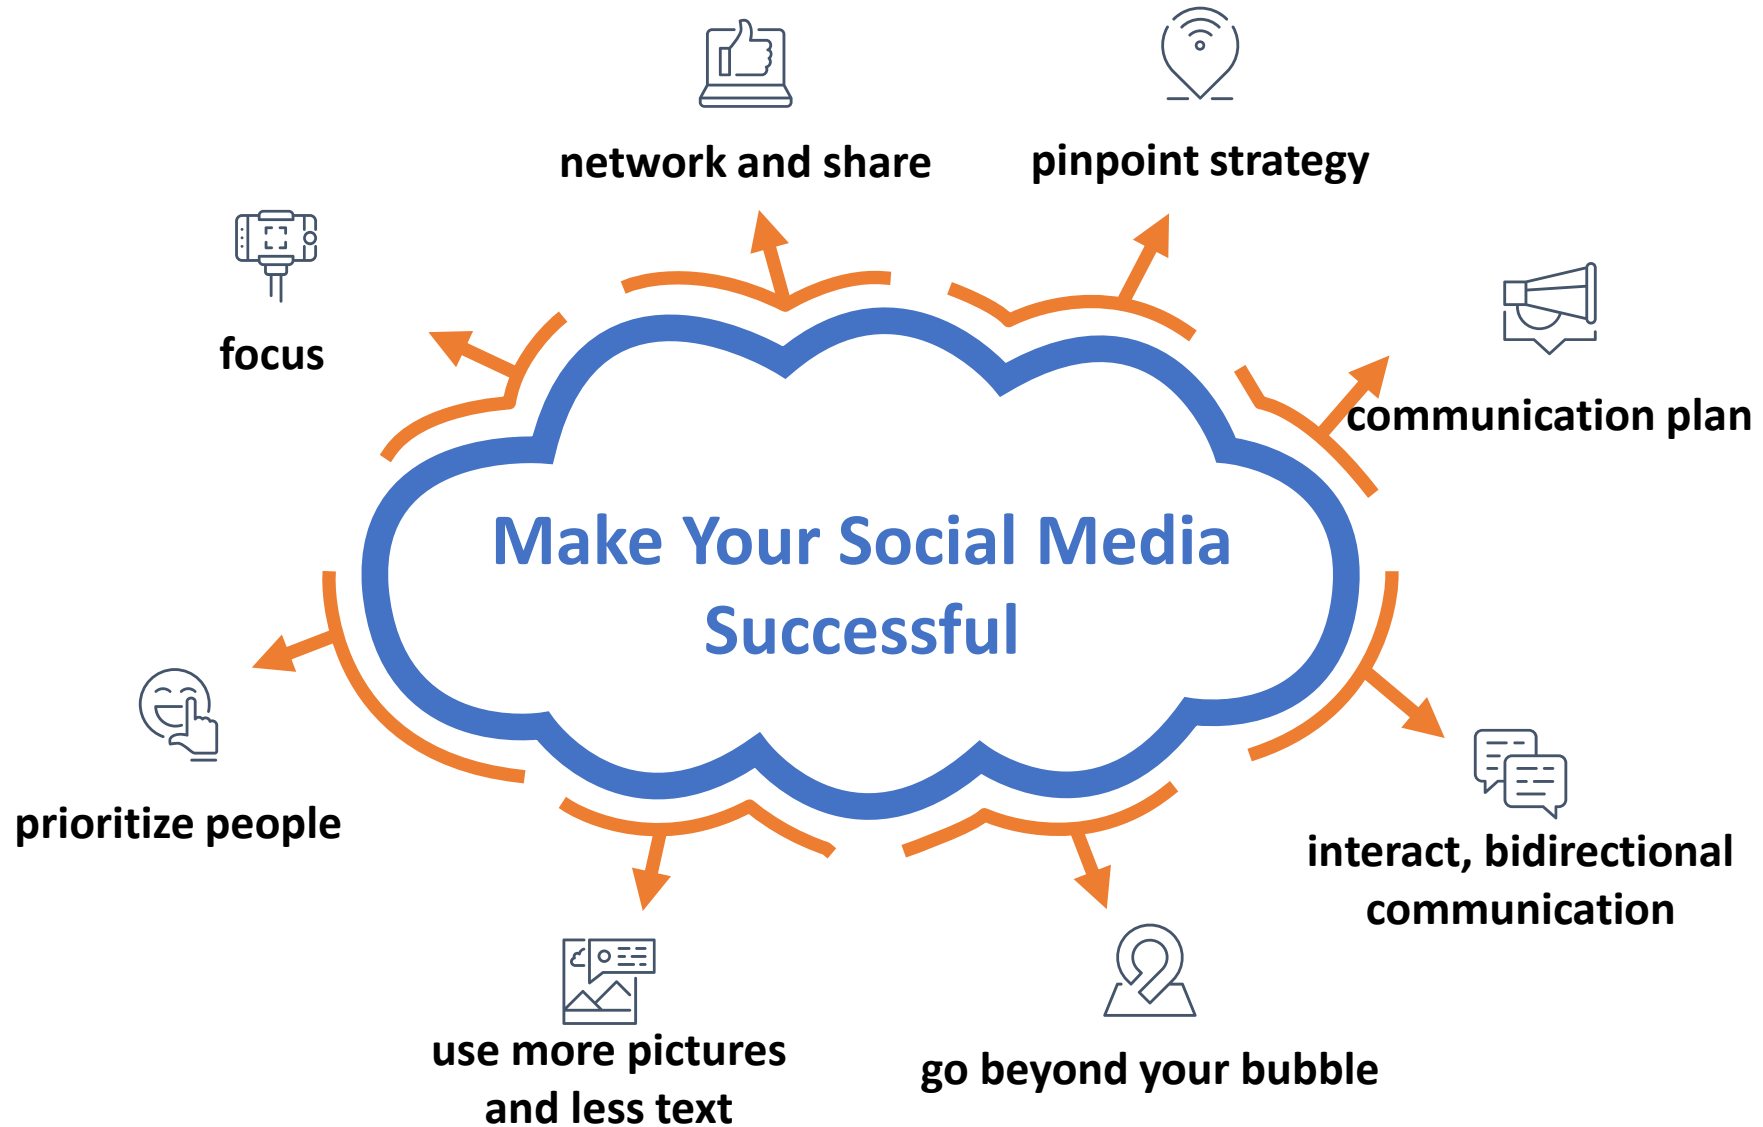 network and share
pinpoint strategy
focus
communication plan
Make Your Social Media
Successful
prioritize people
interact, bidirectional
communication
use more pictures
and less text
go beyond your bubble